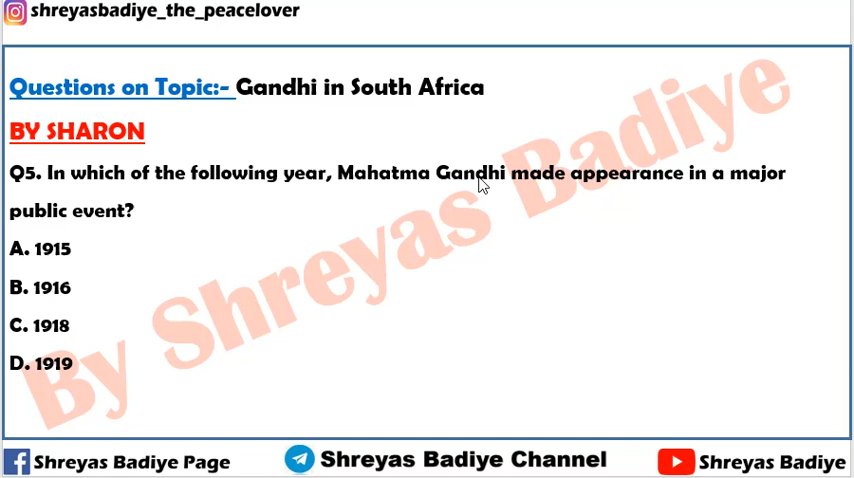 shreyasbadiye_the_peacelover
Questions on Topic:- Gandhi in South Africa
BY SHARON
Q5. In which of the following year, Mahatma Gandhi made appearance in a major
public event?
A. 1915
B. 1916
C. 1918
D. 1919
By Shreyas Badiye
Shreyas Badiye Page
Shreyas Badiye Channel
Shreyas Badiye